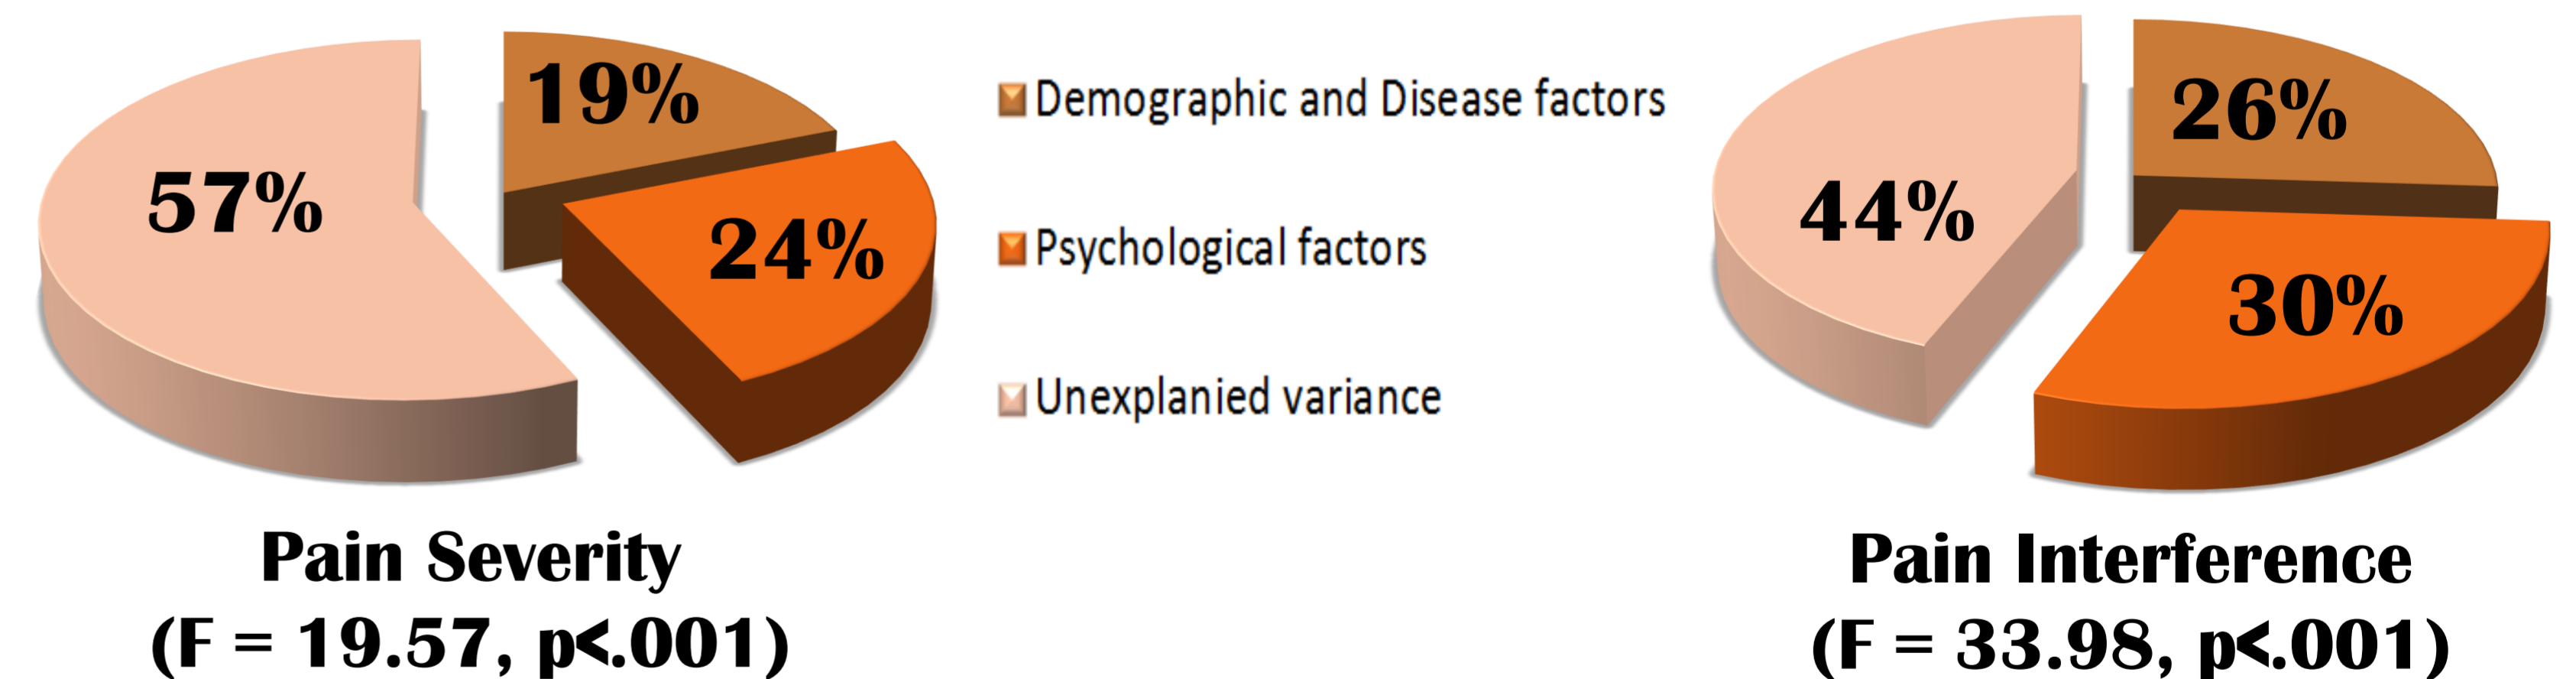 19%
57%
24%
Pain Severity
(F = 19.57, p<.001)
Demographic and Disease factors
Psychological factors
Unexplanied variance
26%
44%
30%
Pain Interference
(F = 33.98, p<.001)